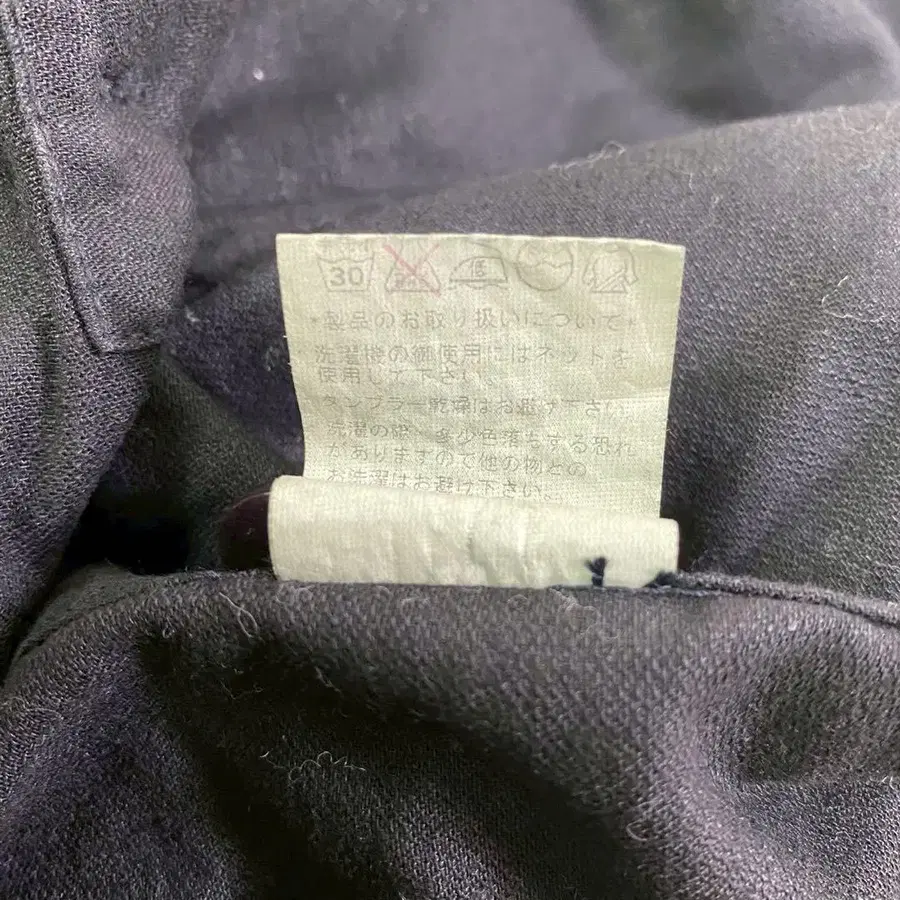 30 低
・製品のお取り扱いについて・
洗濯機の御使用にはネットを
使用して下さい。
タンブラー乾燥はお避け下さい。
洗濯の際、多少色落ちする恐れ
がありますので他の物との
お洗濯はお避け下さい。